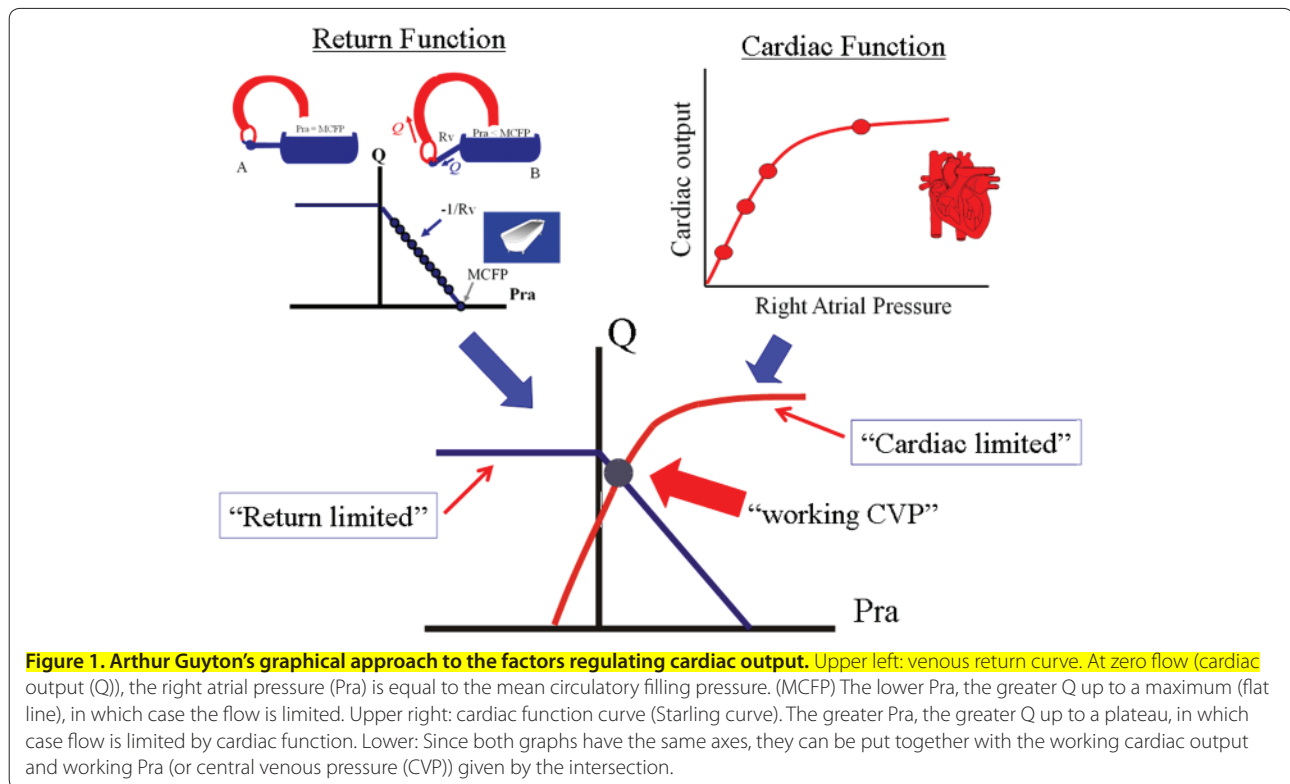 Return Function
Cardiac Function
Pra = MCFP
A
Q
Rv
Pra < MCFP
Q
B
Q
-1/Rv
MCFP
Pra
Cardiac output
Right Atrial Pressure
Q
"Cardiac limited"
"Return limited"
"working CVP"
Pra
Figure 1. Arthur Guyton's graphical approach to the factors regulating cardiac output. Upper left: venous return curve. At zero flow (cardiac
output (Q)), the right atrial pressure (Pra) is equal to the mean circulatory filling pressure. (MCFP) The lower Pra, the greater Q up to a maximum (flat
line), in which case the flow is limited. Upper right: cardiac function curve (Starling curve). The greater Pra, the greater Q up to a plateau, in which
case flow is limited by cardiac function. Lower: Since both graphs have the same axes, they can be put together with the working cardiac output
and working Pra (or central venous pressure (CVP)) given by the intersection.